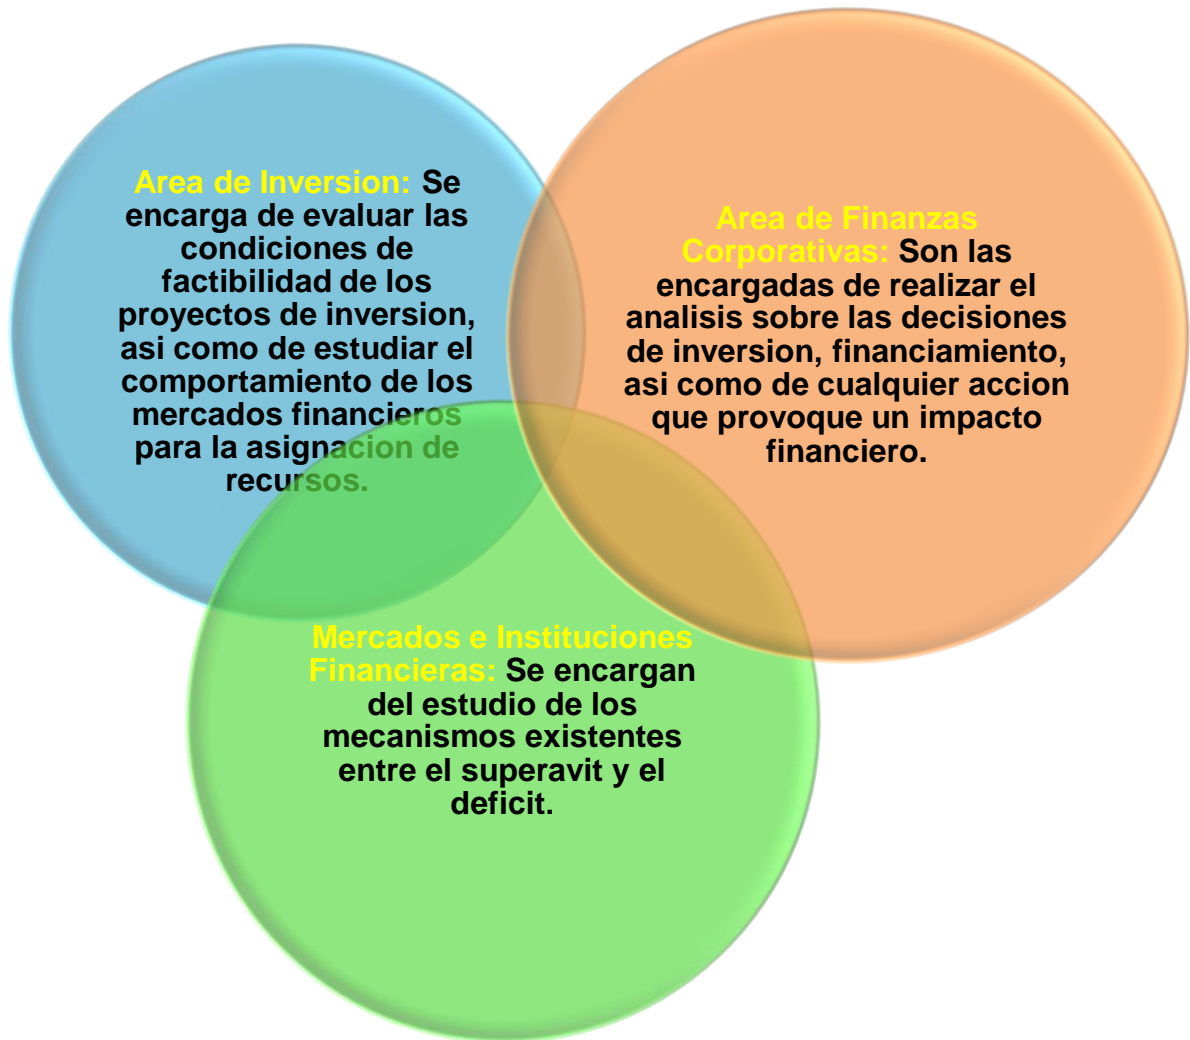 Area de Inversion: Se
encarga de evaluar las
condiciones de
factibilidad de los
proyectos de inversion,
asi como de estudiar el
comportamiento de los
mercados financieros
para la asignacion de
recursos.
Area de Finanzas
Corporativas: Son las
encargadas de realizar el
analisis sobre las decisiones
de inversion, financiamiento,
asi como de cualquier accion
que provoque un impacto
financiero.
Mercados e Instituciones
Financieras: Se encargan
del estudio de los
mecanismos existentes
entre el superavit y el
deficit.